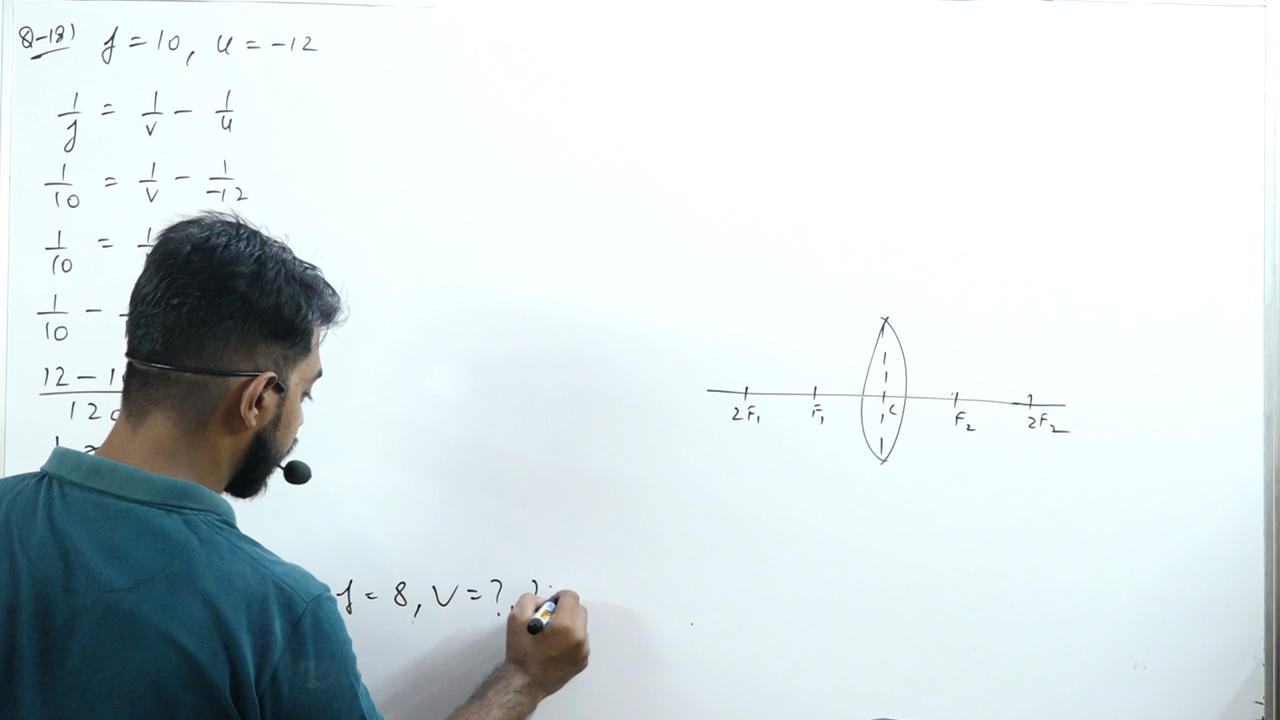 Q-18) f = 10, u = -12
1/f = 1/v - 1/u
1/10 = 1/v - 1/-12
1/10 =
1/10 -
12 - 1
12
f = 8, V = ?, ?
2F₁ F₁ C F₂ 2F₂